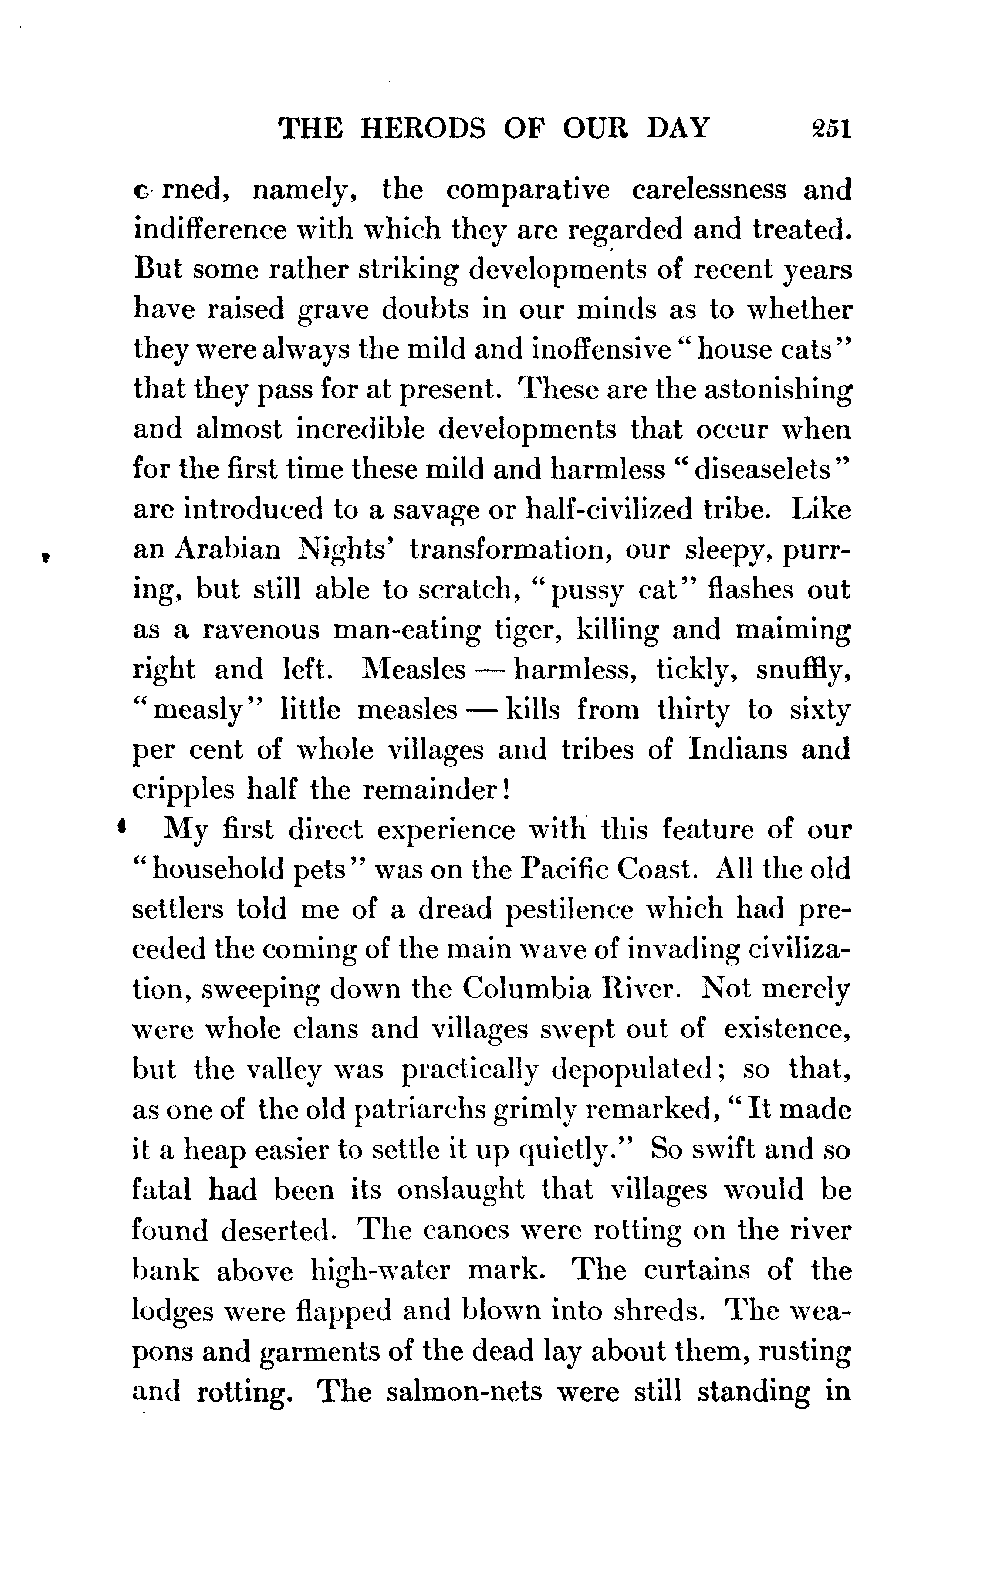 THE HERODS OF OUR DAY 251
c rned, namely, the comparative carelessness and
indifference with which they are regarded and treated.
But some rather striking developments of recent years
have raised grave doubts in our minds as to whether
they were always the mild and inoffensive “house cats”
that they pass for at present. These are the astonishing
and almost incredible developments that occur when
for the first time these mild and harmless “diseaselets”
are introduced to a savage or half-civilized tribe. Like
an Arabian Nights’ transformation, our sleepy, purr-
ing, but still able to scratch, “pussy cat” flashes out
as a ravenous man-eating tiger, killing and maiming
right and left. Measles — harmless, tickly, snuffly,
“measly” little measles — kills from thirty to sixty
per cent of whole villages and tribes of Indians and
cripples half the remainder!
My first direct experience with this feature of our
“household pets” was on the Pacific Coast. All the old
settlers told me of a dread pestilence which had pre-
ceded the coming of the main wave of invading civiliza-
tion, sweeping down the Columbia River. Not merely
were whole clans and villages swept out of existence,
but the valley was practically depopulated; so that,
as one of the old patriarchs grimly remarked, “It made
it a heap easier to settle it up quietly.” So swift and so
fatal had been its onslaught that villages would be
found deserted. The canoes were rotting on the river
bank above high-water mark. The curtains of the
lodges were flapped and blown into shreds. The wea-
pons and garments of the dead lay about them, rusting
and rotting. The salmon-nets were still standing in